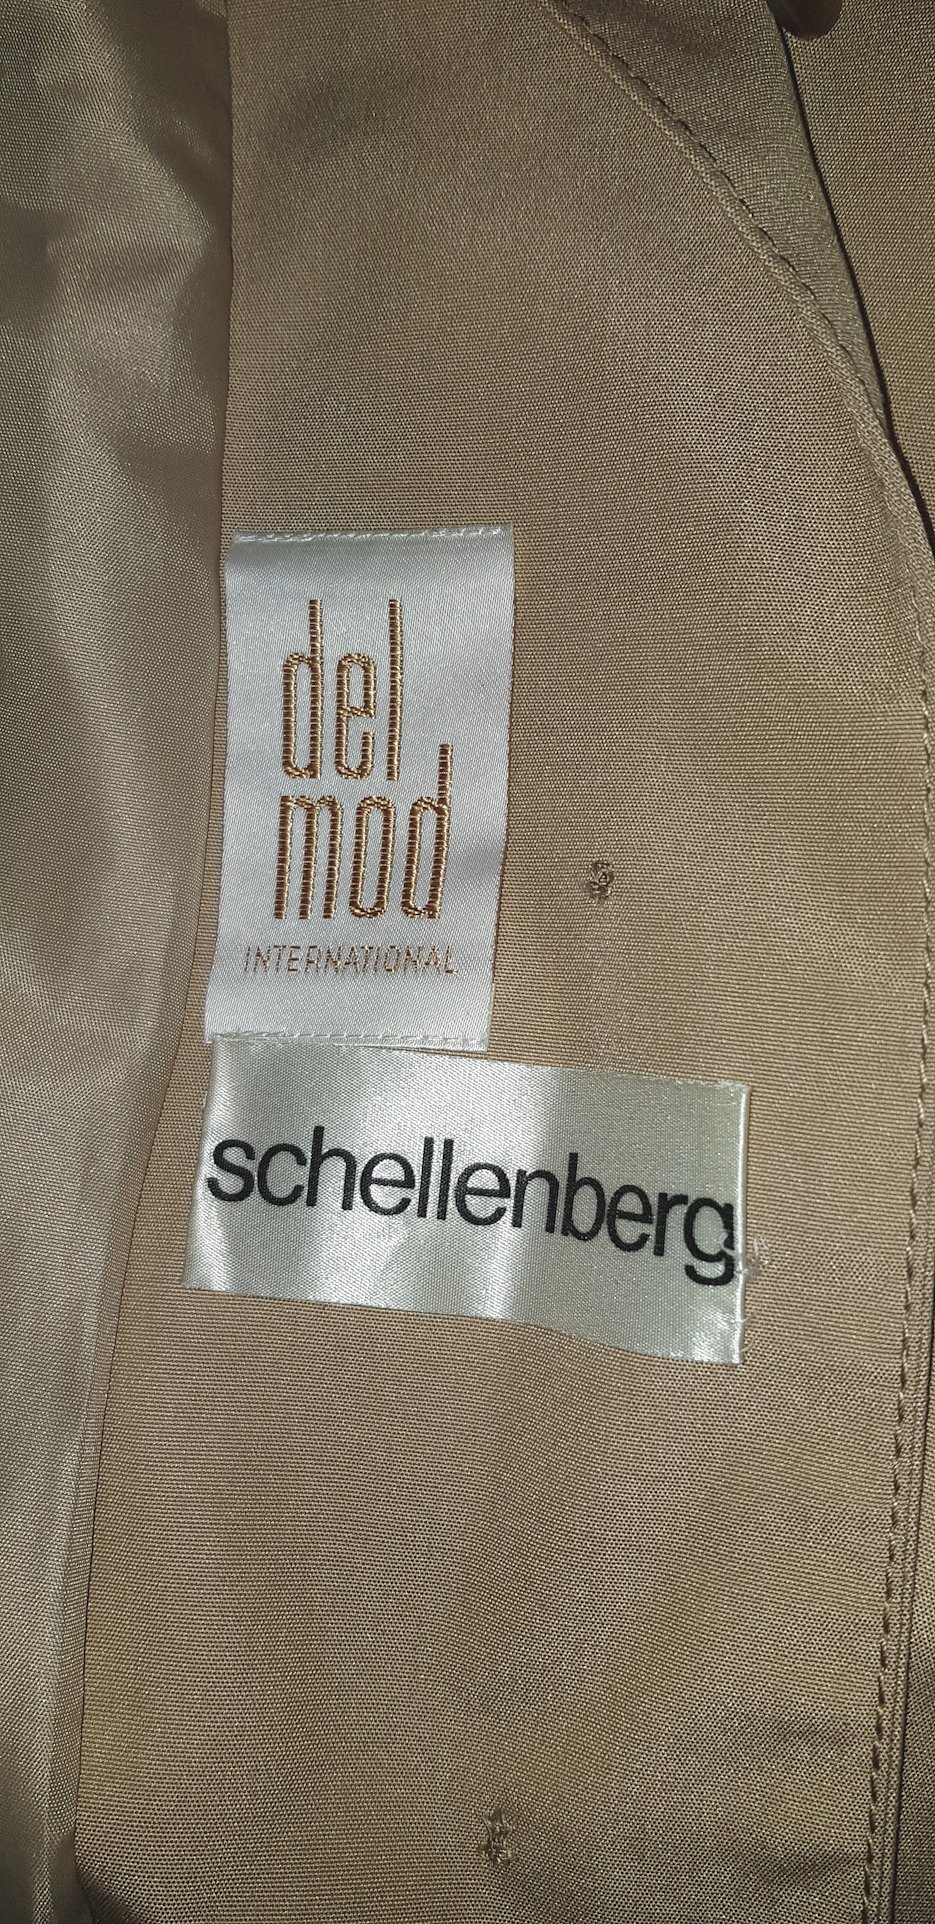 del
mod
INTERNATIONAL
schellenberg